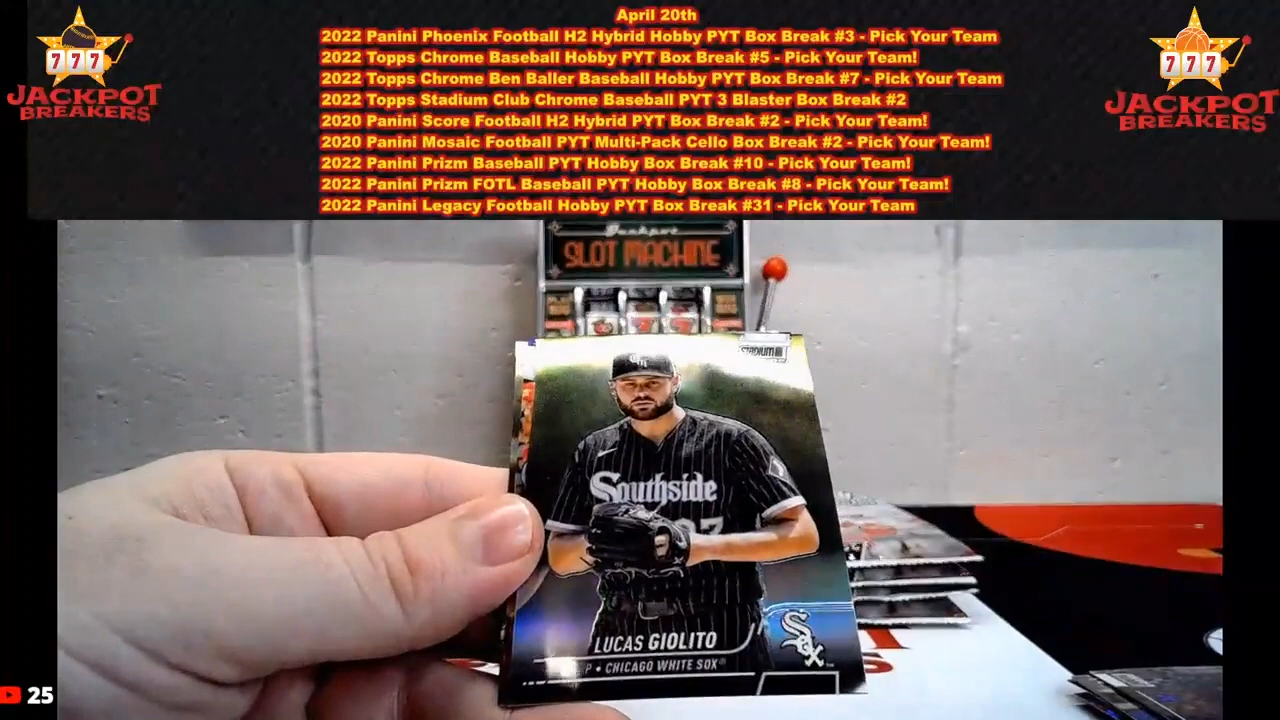 April 20th
2022 Panini Phoenix Football H2 Hybrid Hobby PYT Box Break #3 - Pick Your Team
2022 Topps Chrome Baseball Hobby PYT Box Break #5 - Pick Your Team!
2022 Topps Chrome Ben Baller Baseball Hobby PYT Box Break #7 - Pick Your Team
2022 Topps Stadium Club Chrome Baseball PYT 3 Blaster Box Break #2
2020 Panini Score Football H2 Hybrid PYT Box Break #2 - Pick Your Team!
2020 Panini Mosaic Football PYT Multi-Pack Cello Box Break #2 - Pick Your Team!
2022 Panini Prizm Baseball PYT Hobby Box Break #10 - Pick Your Team!
2022 Panini Prizm FOTL Baseball PYT Hobby Box Break #8 - Pick Your Team!
2022 Panini Legacy Football Hobby PYT Box Break #31 - Pick Your Team
777
JACKPOT
BREAKERS
777
JACKPOT
BREAKERS
Jackpot
SLOT MACHINE
STADIUM
Southside
27
LUCAS GIOLITO
P • CHICAGO WHITE SOX
Sox
25